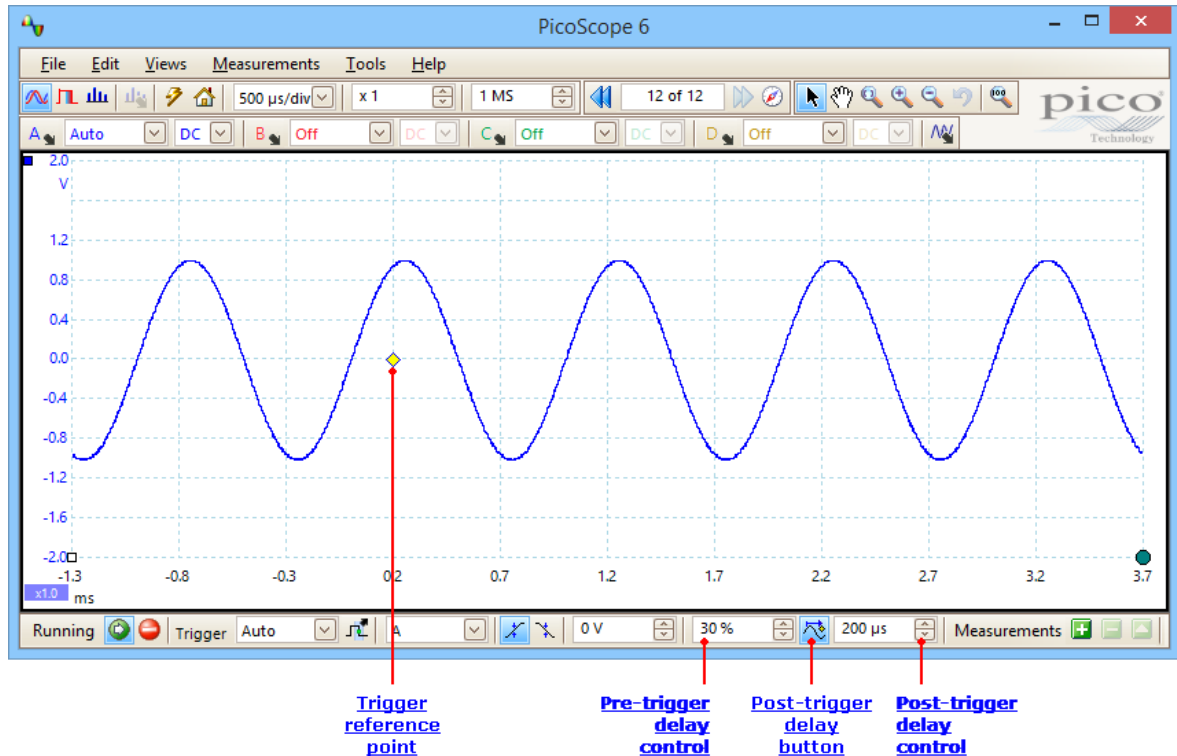 PicoScope 6
File Edit Views Measurements Tools Help
500 µs/div x 1 1 MS 12 of 12
pico
Technology
A Auto DC B Off DC C Off DC D Off DC
2.0
V
1.2
0.8
0.4
0.0
-0.4
-0.8
-1.2
-1.6
-2.0
-1.3 -0.8 -0.3 0.2 0.7 1.2 1.7 2.2 2.7 3.2 3.7
x1.0 ms
Running Trigger Auto A 0 V 30 % 200 µs Measurements
Trigger
reference
point
Pre-trigger
delay
control
Post-trigger
delay
button
Post-trigger
delay
control